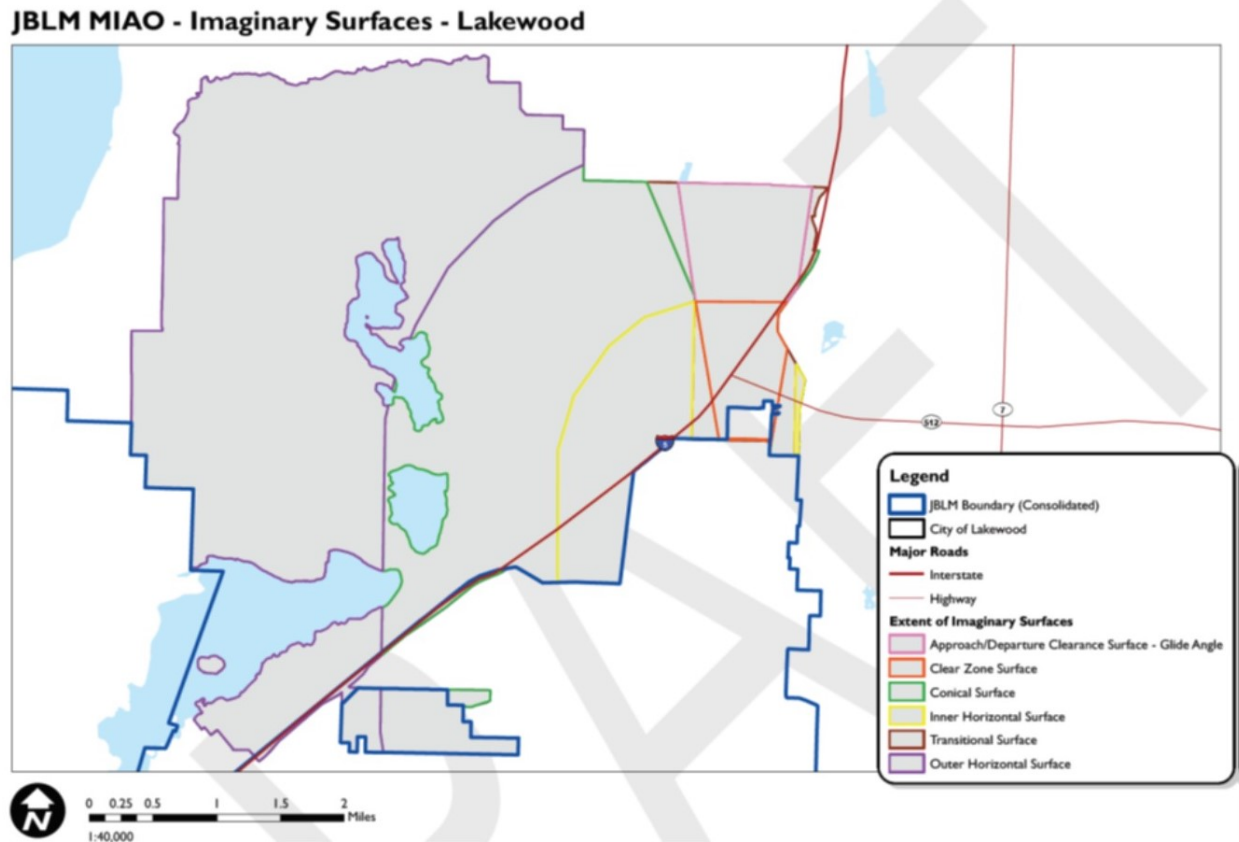 JBLM MIAO - Imaginary Surfaces - Lakewood
DRAFT
7
512
5
Legend
JBLM Boundary (Consolidated)
City of Lakewood
Major Roads
Interstate
Highway
Extent of Imaginary Surfaces
Approach/Departure Clearance Surface - Glide Angle
Clear Zone Surface
Conical Surface
Inner Horizontal Surface
Transitional Surface
Outer Horizontal Surface
N
0 0.25 0.5 1 1.5 2
Miles
1:40,000